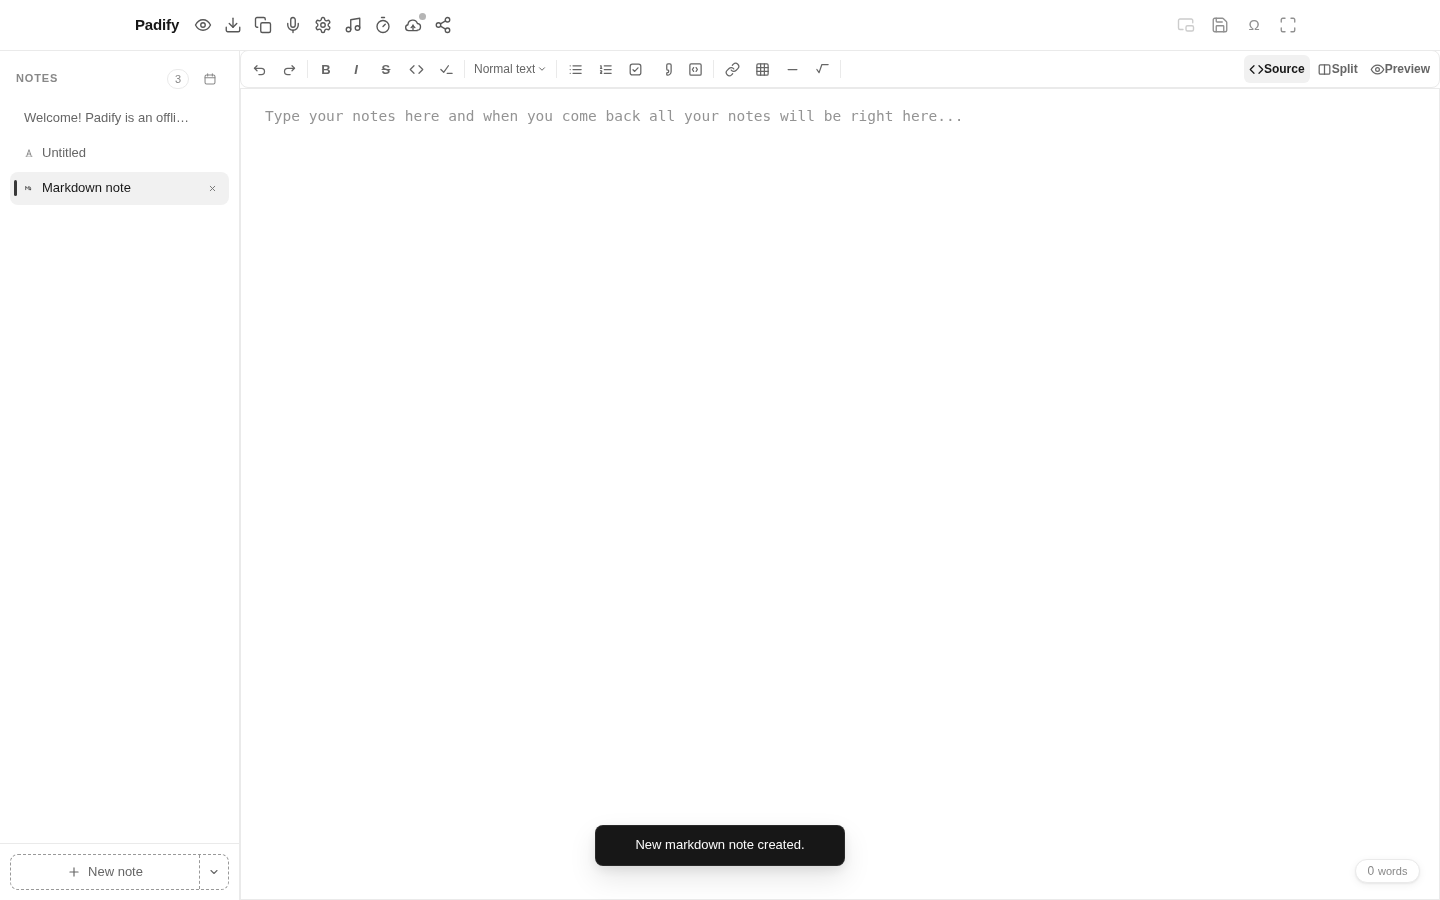 Padify
Ω
NOTES
3
Welcome! Padify is an offli…
Untitled
Markdown note
New note
B I S
Normal text
Source
Split
Preview
Type your notes here and when you come back all your notes will be right here...
New markdown note created.
0 words